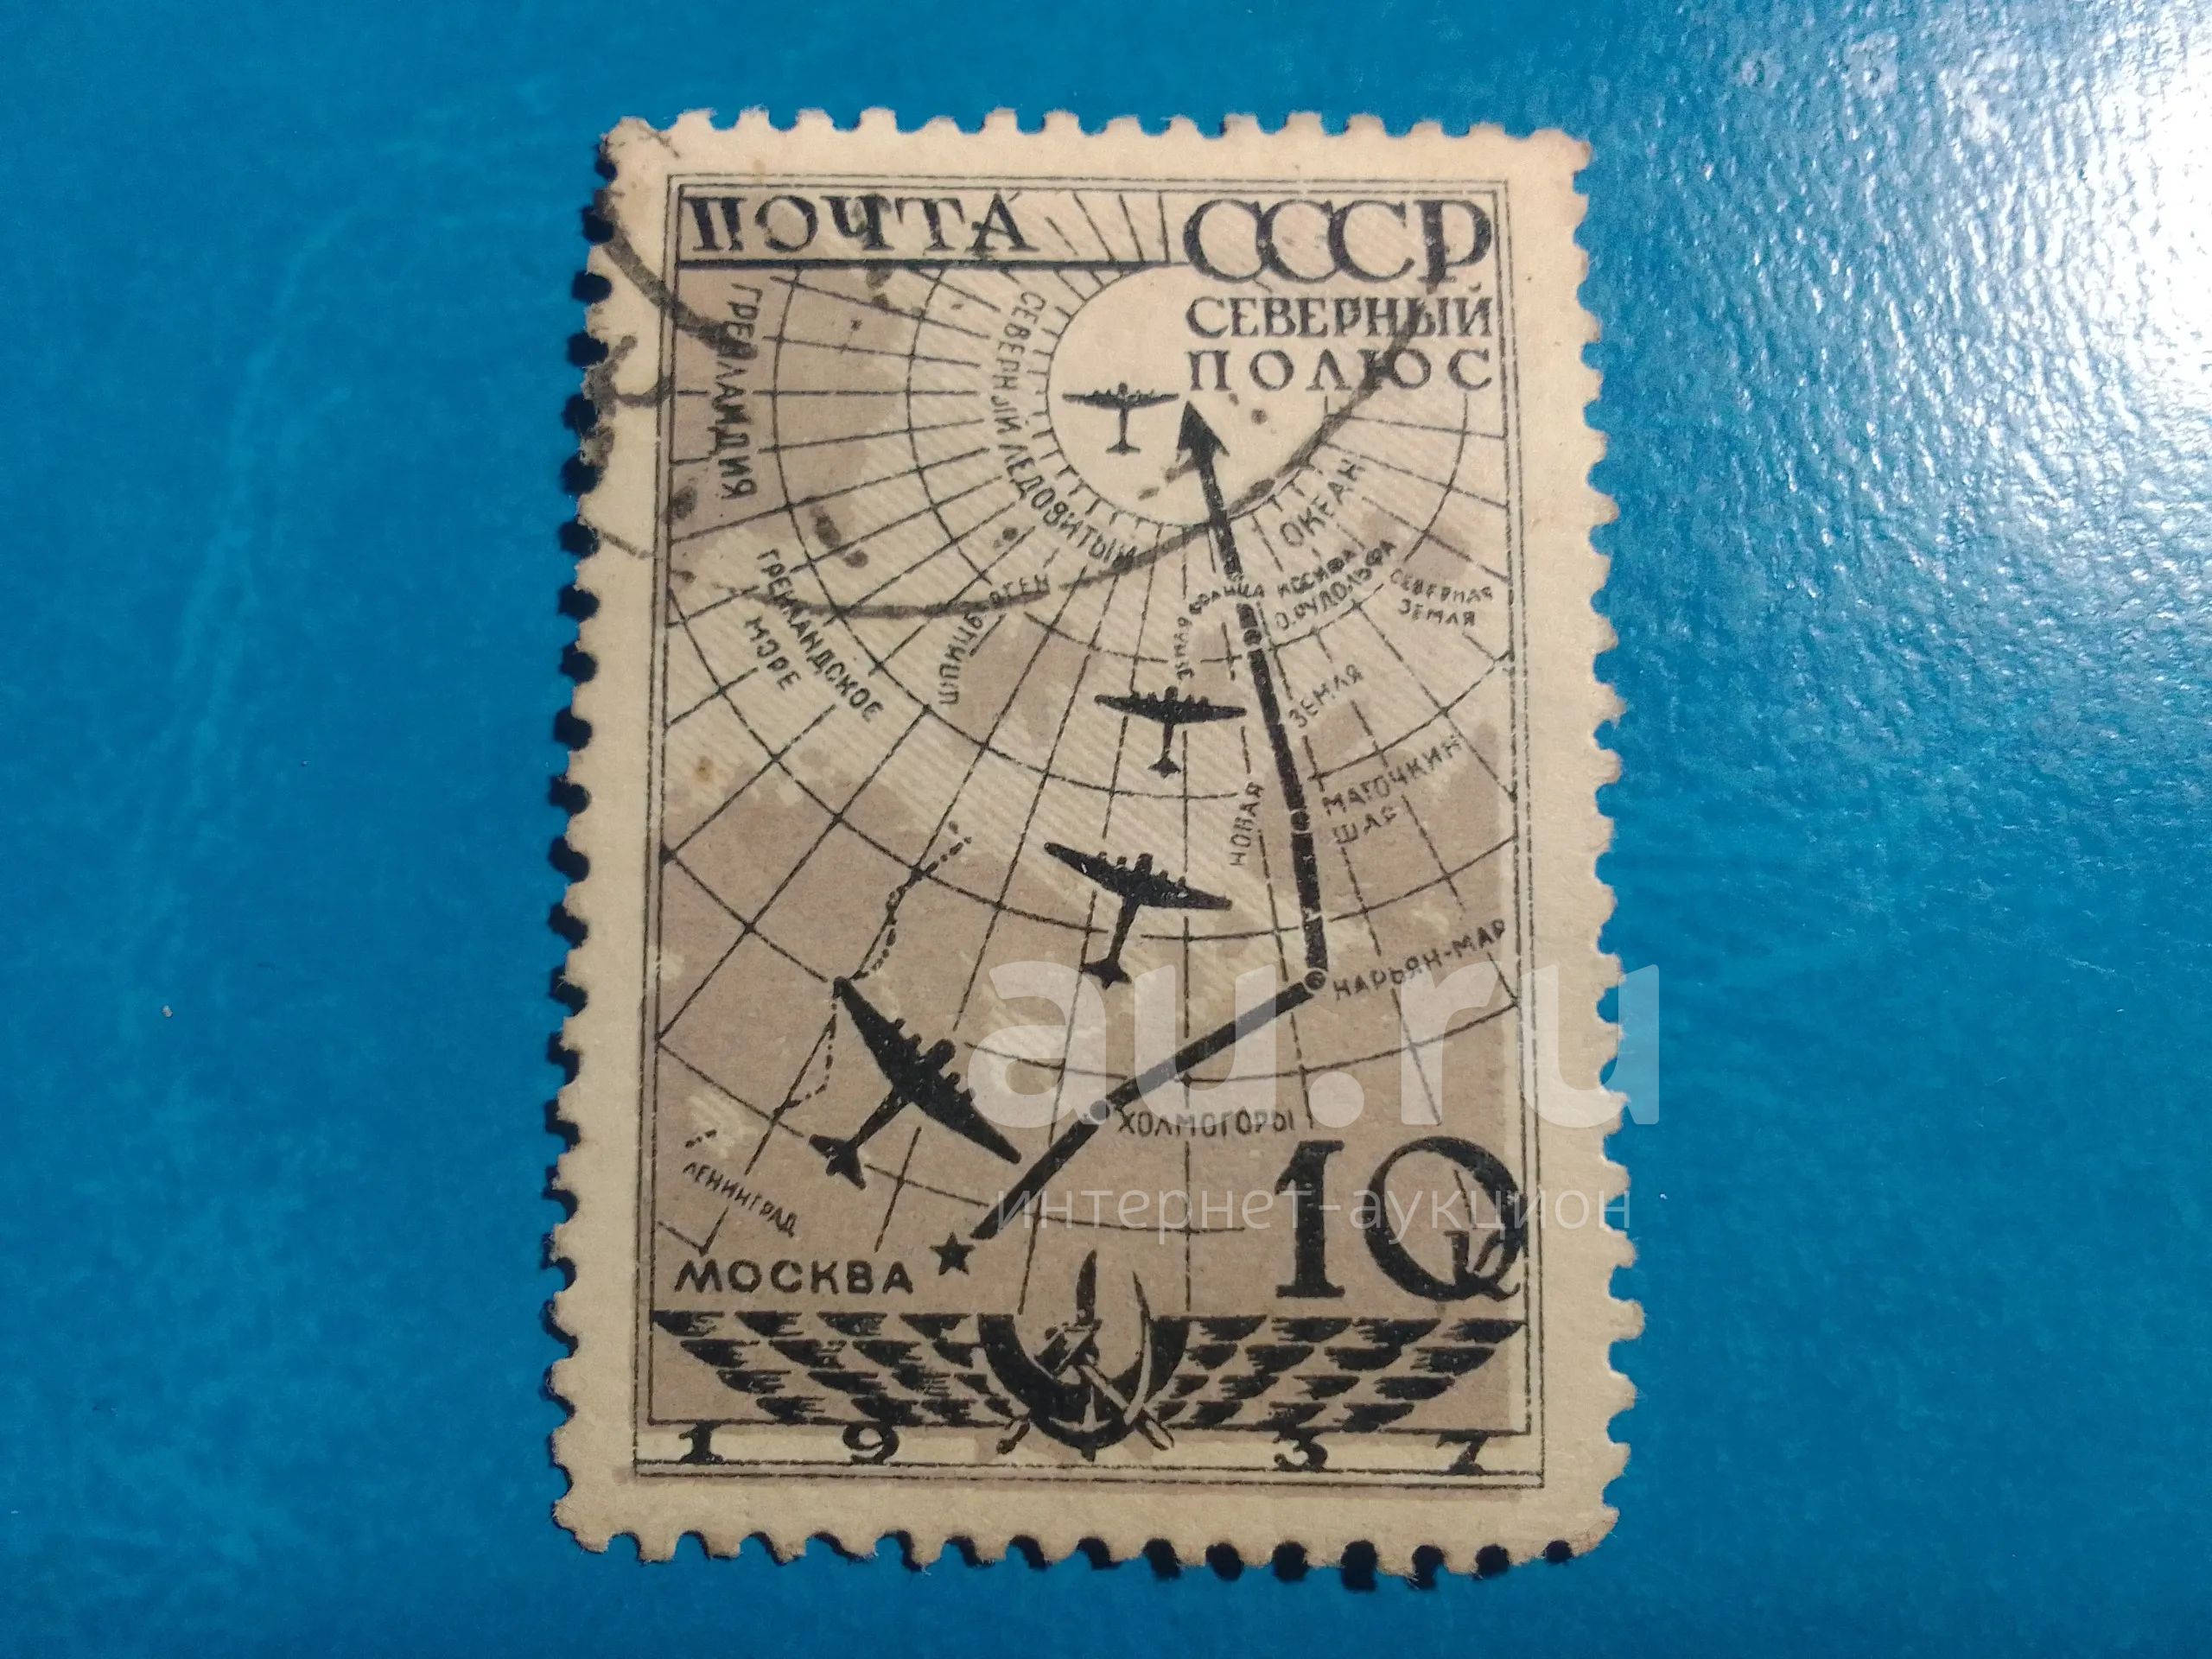 ПОЧТА СССР
СЕВЕРНЫЙ
ПОЛЮС
ГРЕНЛАНДИЯ
СЕВЕРНЫЙ ЛЕДОВИТЫЙ
ОКЕАН
ГРЕНЛАНДСКОЕ
МОРЕ
ШПИЦБЕРГЕН
ЗЕМЛЯ ФРАНЦА ИОСИФА
О.РУДОЛЬФА
СЕВЕРНАЯ
ЗЕМЛЯ
НОВАЯ
ЗЕМЛЯ
МАТОЧКИН
ШАР
НАРЬЯН-МАР
au.ru
ХОЛМОГОРЫ
интернет-аукцион
10
ЛЕНИНГРАД
МОСКВА
1937